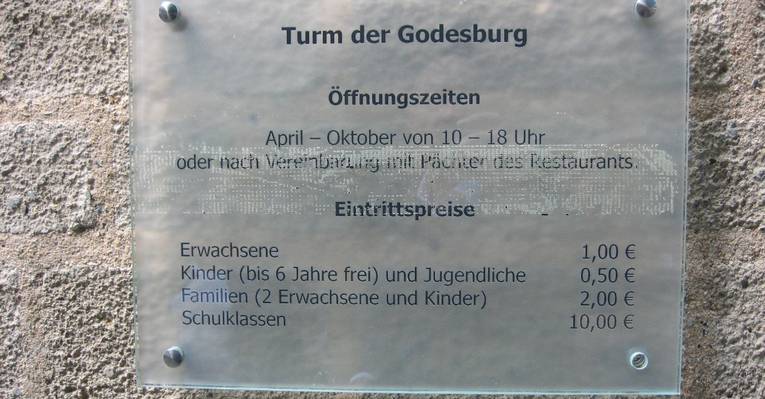 Turm der Godesburg
Öffnungszeiten
April – Oktober von 10 – 18 Uhr
oder nach Vereinbarung mit Pächter des Restaurants.
Eintrittspreise
Erwachsene 1,00 €
Kinder (bis 6 Jahre frei) und Jugendliche 0,50 €
Familien (2 Erwachsene und Kinder) 2,00 €
Schulklassen 10,00 €